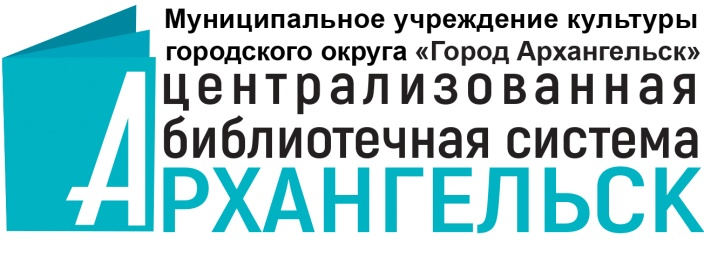 Муниципальное учреждение культуры
городского округа «Город Архангельск»
централизованная
библиотечная система
АРХАНГЕЛЬСК